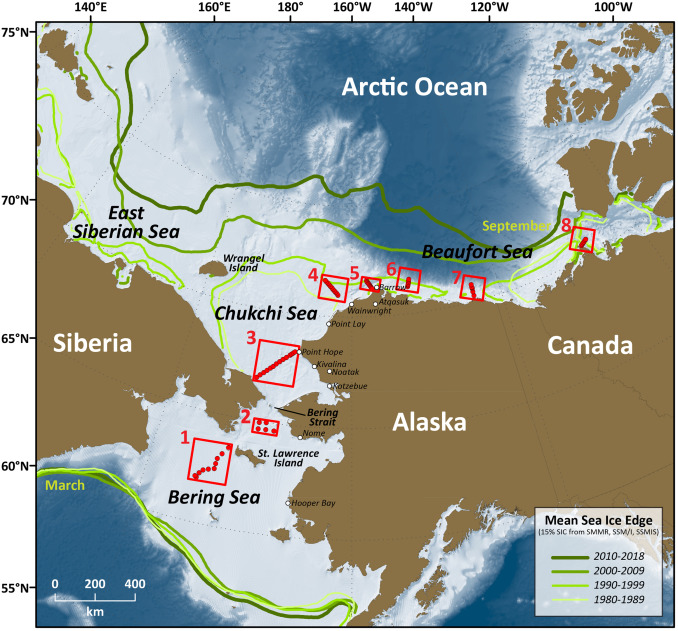 140°E 160°E 180° 160°W 140°W 120°W 100°W
75°N
Arctic Ocean
70°N
September
8
East
Siberian Sea
Beaufort Sea
Wrangel
Island
4
5
6
7
Barrow
Atqasuk
Wainwright
Chukchi Sea
Point Lay
Siberia
Canada
3
65°N
Point Hope
Kivalina
Noatak
Kotzebue
Bering
Strait
Alaska
2
Nome
1
St. Lawrence
Island
60°N
March
Bering Sea
Hooper Bay
Mean Sea Ice Edge
(15% SIC from SMMR, SSM/I, SSMIS)
2010-2018
2000-2009
1990-1999
1980-1989
55°N
0 200 400
km